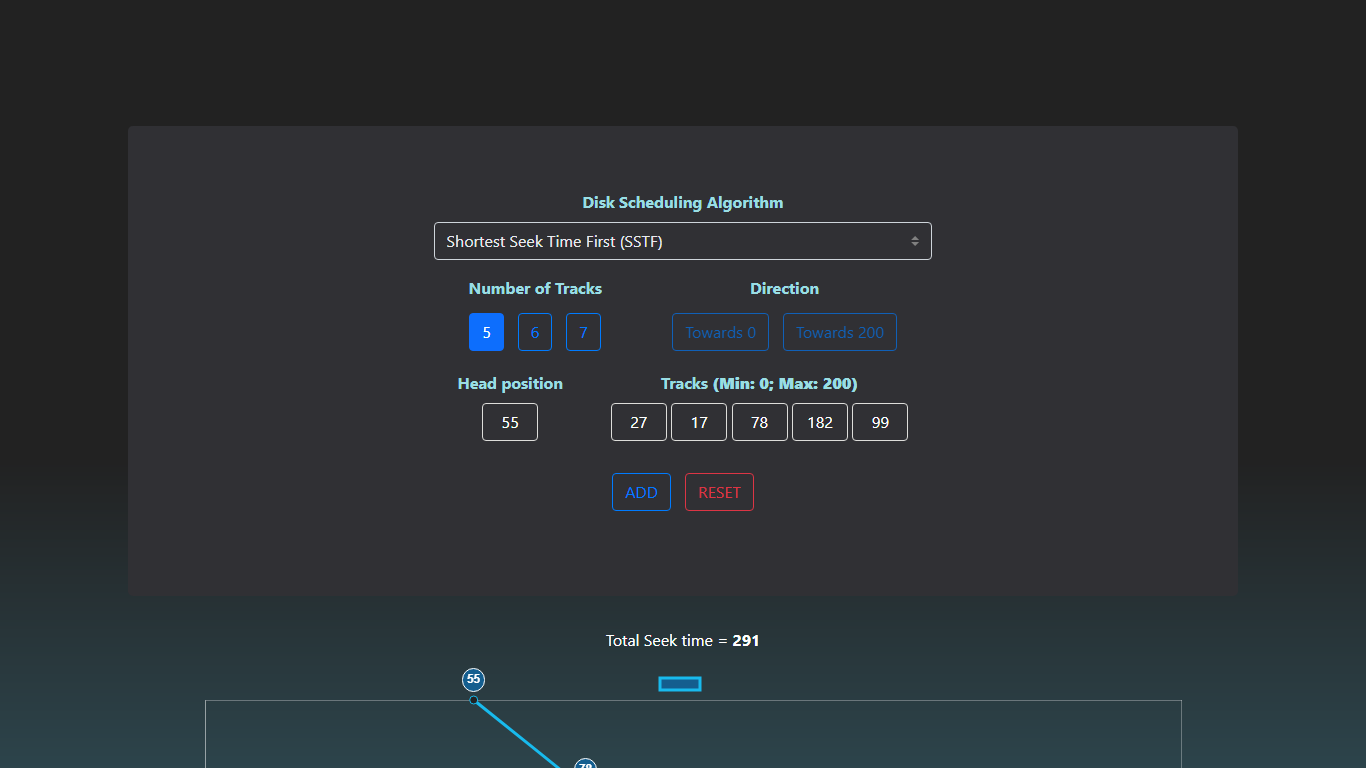 Disk Scheduling Algorithm
Shortest Seek Time First (SSTF)
Number of Tracks
Direction
5 6 7
Towards 0 Towards 200
Head position
Tracks (Min: 0; Max: 200)
55
27 17 78 182 99
ADD RESET
Total Seek time = 291
55
78